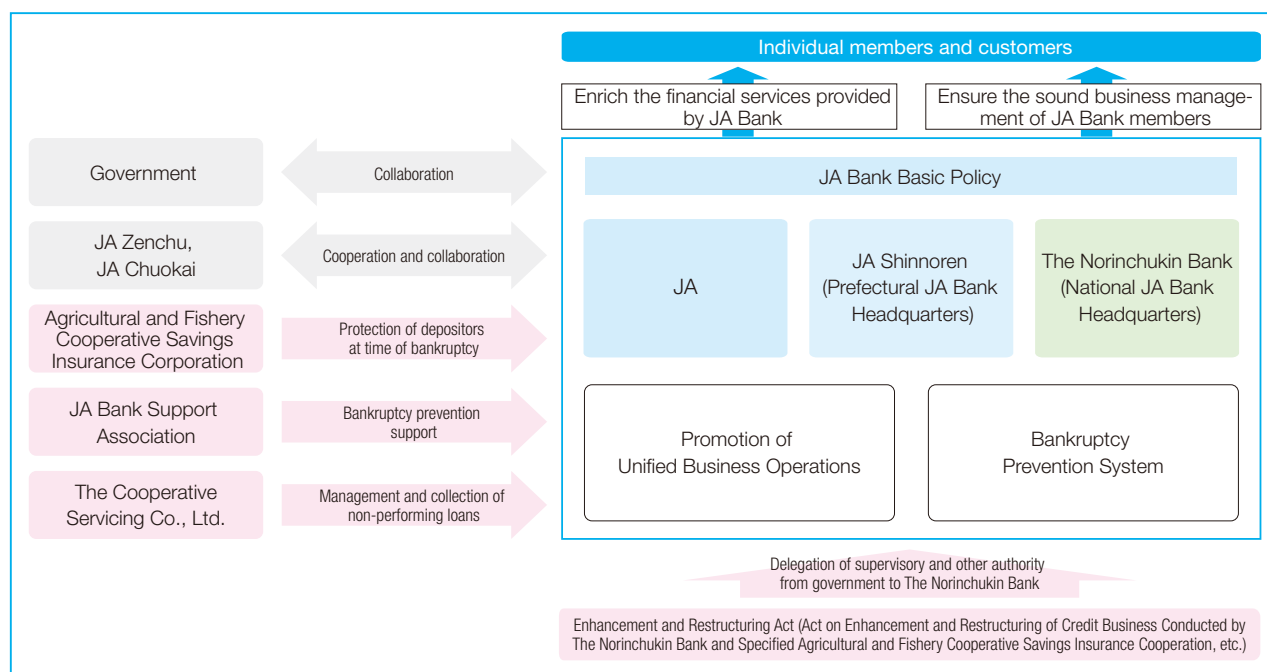 Individual members and customers
Enrich the financial services provided
by JA Bank
Ensure the sound business manage-
ment of JA Bank members
Government
Collaboration
JA Bank Basic Policy
JA Zenchu,
JA Chuokai
Cooperation and collaboration
JA
JA Shinnoren
(Prefectural JA Bank
Headquarters)
The Norinchukin Bank
(National JA Bank
Headquarters)
Agricultural and Fishery
Cooperative Savings
Insurance Corporation
Protection of depositors
at time of bankruptcy
JA Bank Support
Association
Bankruptcy prevention
support
Promotion of
Unified Business Operations
Bankruptcy
Prevention System
The Cooperative
Servicing Co., Ltd.
Management and collection of
non-performing loans
Delegation of supervisory and other authority
from government to The Norinchukin Bank
Enhancement and Restructuring Act (Act on Enhancement and Restructuring of Credit Business Conducted by
The Norinchukin Bank and Specified Agricultural and Fishery Cooperative Savings Insurance Cooperation, etc.)